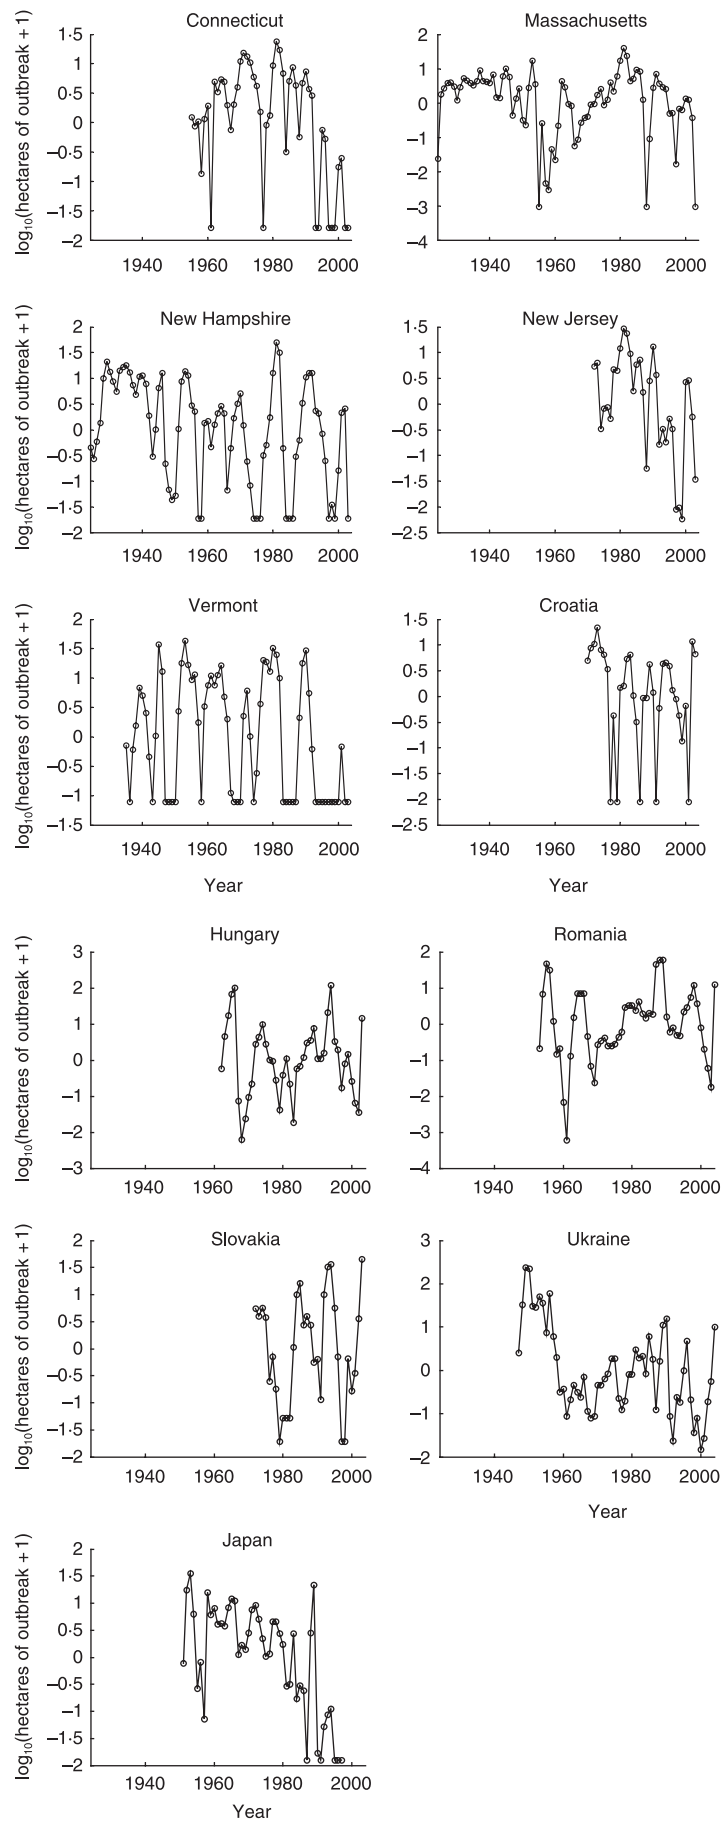 Connecticut
Massachusetts
log₁₀(hectares of outbreak + 1)
1·5
1
0·5
0
–0·5
–1
–1·5
–2
1940 1960 1980 2000
2
1
0
–1
–2
–3
–4
1940 1960 1980 2000
New Hampshire
New Jersey
log₁₀(hectares of outbreak + 1)
2
1·5
1
0·5
0
–0·5
–1
–1·5
–2
1940 1960 1980 2000
1·5
1
0·5
0
–0·5
–1
–1·5
–2
–2·5
1940 1960 1980 2000
Vermont
Croatia
log₁₀(hectares of outbreak + 1)
2
1·5
1
0·5
0
–0·5
–1
–1·5
1940 1960 1980 2000
Year
1·5
1
0·5
0
–0·5
–1
–1·5
–2
–2·5
1940 1960 1980 2000
Year
Hungary
Romania
log₁₀(hectares of outbreak + 1)
3
2
1
0
–1
–2
–3
1940 1960 1980 2000
2
1
0
–1
–2
–3
–4
1940 1960 1980 2000
Slovakia
Ukraine
log₁₀(hectares of outbreak + 1)
2
1·5
1
0·5
0
–0·5
–1
–1·5
–2
1940 1960 1980 2000
3
2
1
0
–1
–2
1940 1960 1980 2000
Year
Japan
log₁₀(hectares of outbreak + 1)
2
1·5
1
0·5
0
–0·5
–1
–1·5
–2
1940 1960 1980 2000
Year